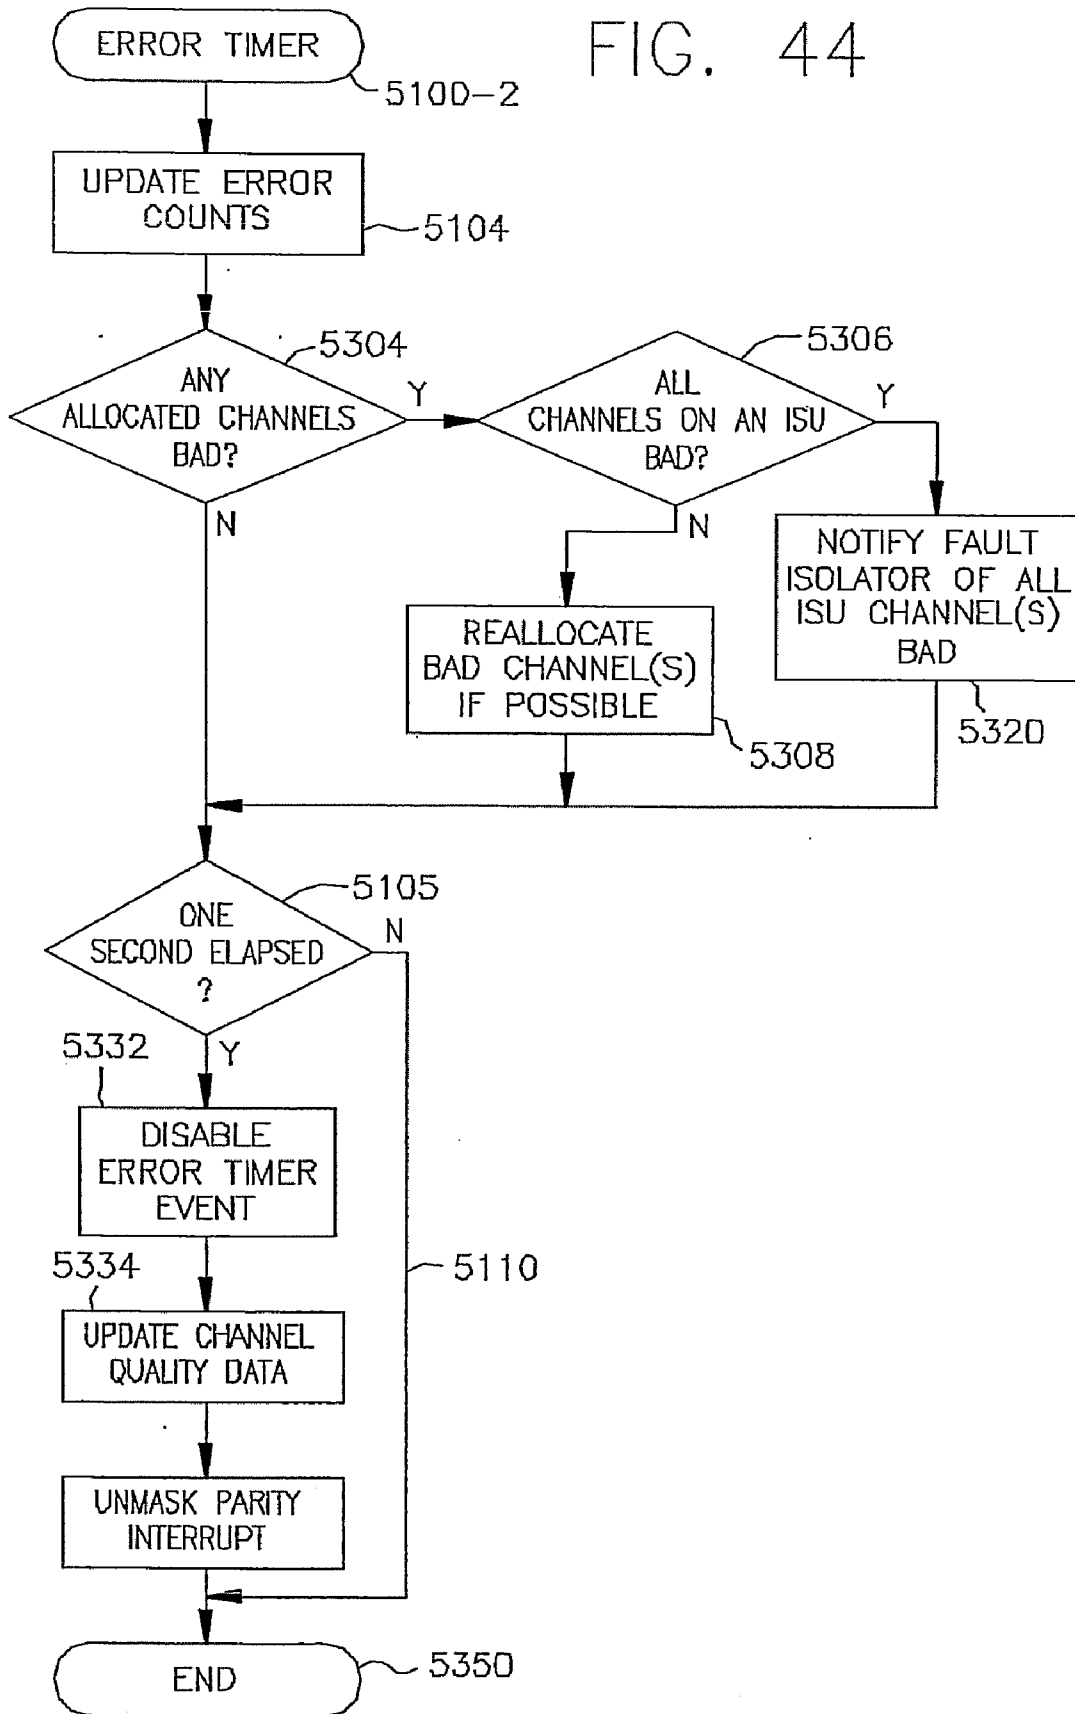 FIG. 44
ERROR TIMER
5100-2
UPDATE ERROR
COUNTS
5104
5304
ANY
ALLOCATED CHANNELS
BAD?
Y
N
5306
ALL
CHANNELS ON AN ISU
BAD?
Y
N
NOTIFY FAULT
ISOLATOR OF ALL
ISU CHANNEL(S)
BAD
5320
REALLOCATE
BAD CHANNEL(S)
IF POSSIBLE
5308
5105
ONE
SECOND ELAPSED
?
N
Y
5332
DISABLE
ERROR TIMER
EVENT
5110
5334
UPDATE CHANNEL
QUALITY DATA
UNMASK PARITY
INTERRUPT
END
5350